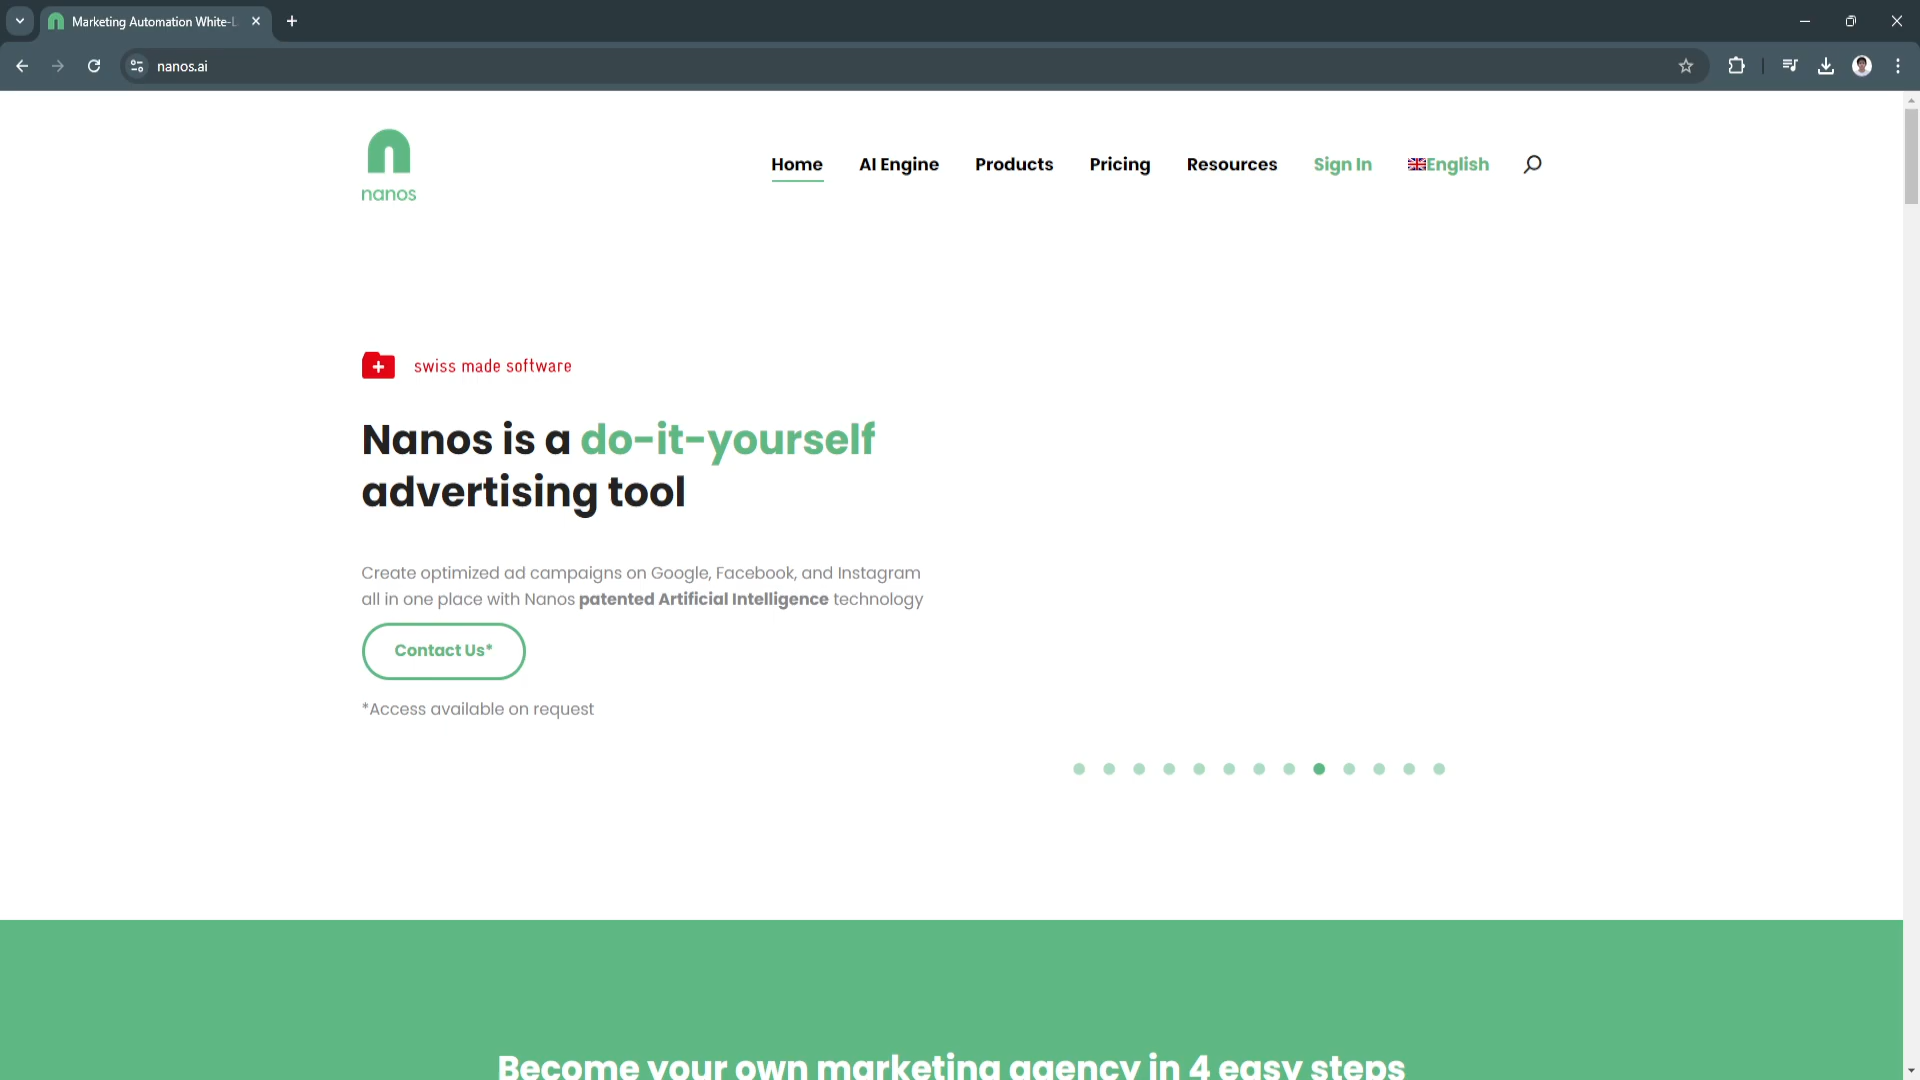 Marketing Automation White-L
nanos.ai
nanos
Home
AI Engine
Products
Pricing
Resources
Sign In
English
swiss made software
Nanos is a do-it-yourself
advertising tool
Create optimized ad campaigns on Google, Facebook, and Instagram
all in one place with Nanos patented Artificial Intelligence technology
Contact Us*
*Access available on request
Become your own marketing agency in 4 easy steps